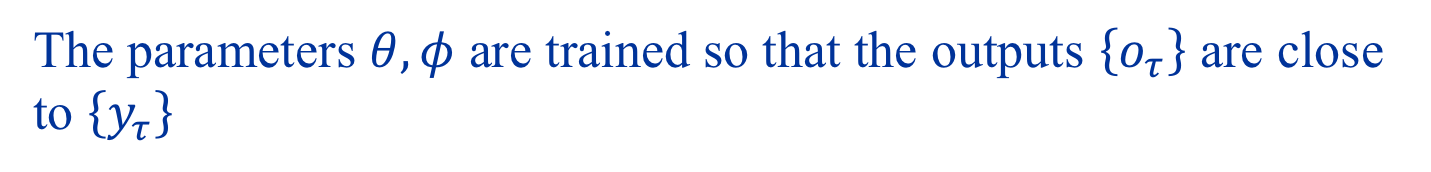 The parameters θ, ϕ are trained so that the outputs {o_τ} are close
to {y_τ}